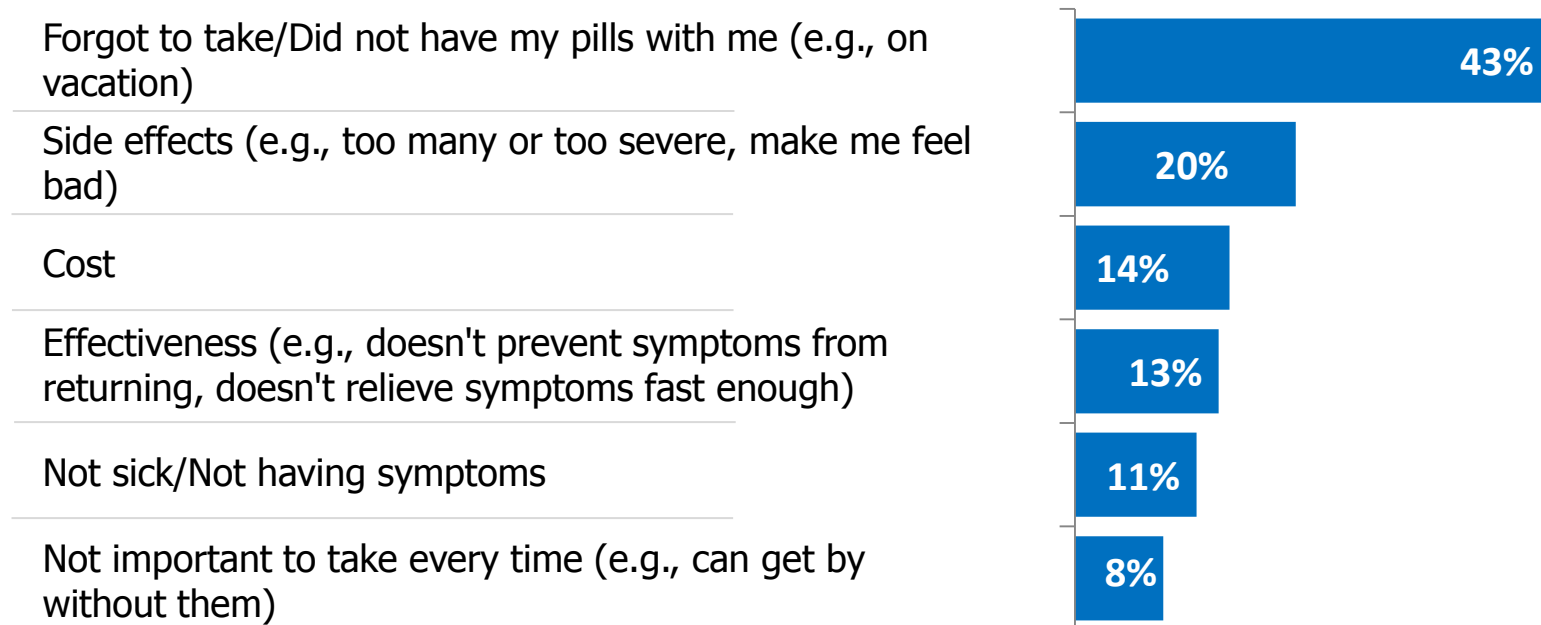 Forgot to take/Did not have my pills with me (e.g., on
vacation)
43%
Side effects (e.g., too many or too severe, make me feel
bad)
20%
Cost
14%
Effectiveness (e.g., doesn't prevent symptoms from
returning, doesn't relieve symptoms fast enough)
13%
Not sick/Not having symptoms
11%
Not important to take every time (e.g., can get by
without them)
8%